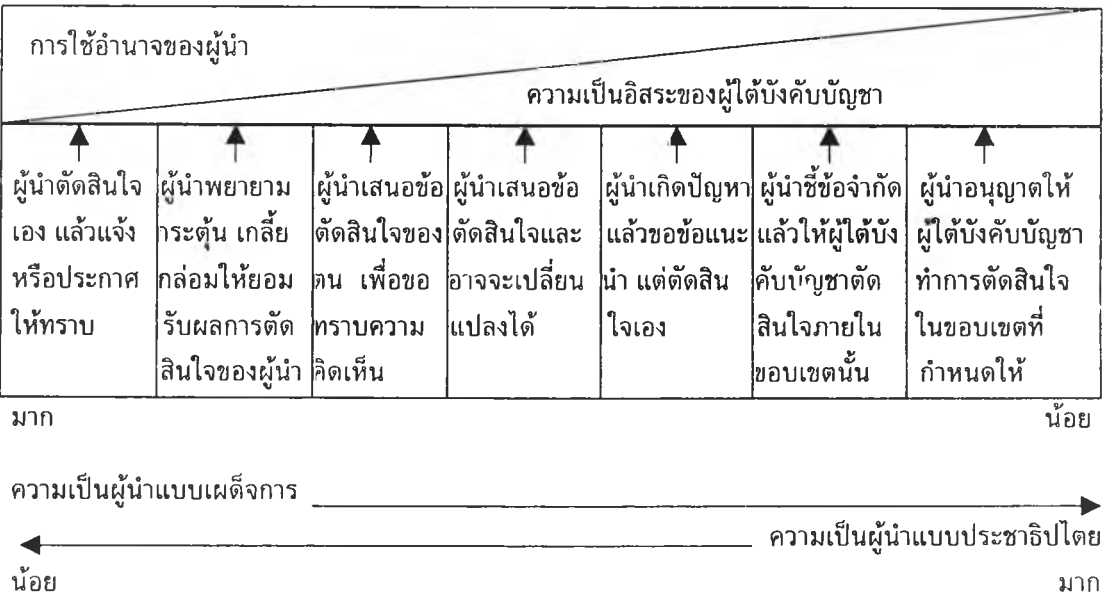 การใช้อำนาจของผู้นำ
ความเป็นอิสระของผู้ใต้บังคับบัญชา
ผู้นำตัดสินใจ
เอง แล้วแจ้ง
หรือประกาศ
ให้ทราบ
ผู้นำพยายาม
กระตุ้น เกลี้ย
กล่อมให้ยอม
รับผลการตัด
สินใจของผู้นำ
ผู้นำเสนอข้อ
ตัดสินใจของ
ตน เพื่อขอ
ทราบความ
คิดเห็น
ผู้นำเสนอข้อ
ตัดสินใจและ
อาจจะเปลี่ยน
แปลงได้
ผู้นำเกิดปัญหา
แล้วขอข้อแนะ
นำ แต่ตัดสิน
ใจเอง
ผู้นำชี้ข้อจำกัด
แล้วให้ผู้ใต้บัง
คับบัญชาตัด
สินใจภายใน
ขอบเขตนั้น
ผู้นำอนุญาตให้
ผู้ใต้บังคับบัญชา
ทำการตัดสินใจ
ในขอบเขตที่
กำหนดให้
มาก
น้อย
ความเป็นผู้นำแบบเผด็จการ
ความเป็นผู้นำแบบประชาธิปไตย
น้อย
มาก